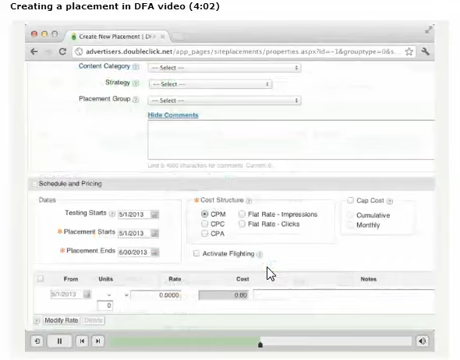 Creating a placement in DFA video (4:02)
Create New Placement | DFA
advertisers.doubleclick.net/app_pages/siteplacements/properties.aspx?id=-1&grouptype=0&s...
Content Category --- Select ---
Strategy --- Select ---
Placement Group --- Select ---
Hide Comments
Schedule and Pricing
Dates * Cost Structure Cap Cost
Testing Starts 5/1/2013 CPM Flat Rate - Impressions Cumulative
* Placement Starts 5/1/2013 CPC Flat Rate - Clicks Monthly
CPA
* Placement Ends 6/30/2013 Activate Flighting
From Units Rate Cost Notes
5/1/2013 0.0000 0.00
0
Modify Rate Delete